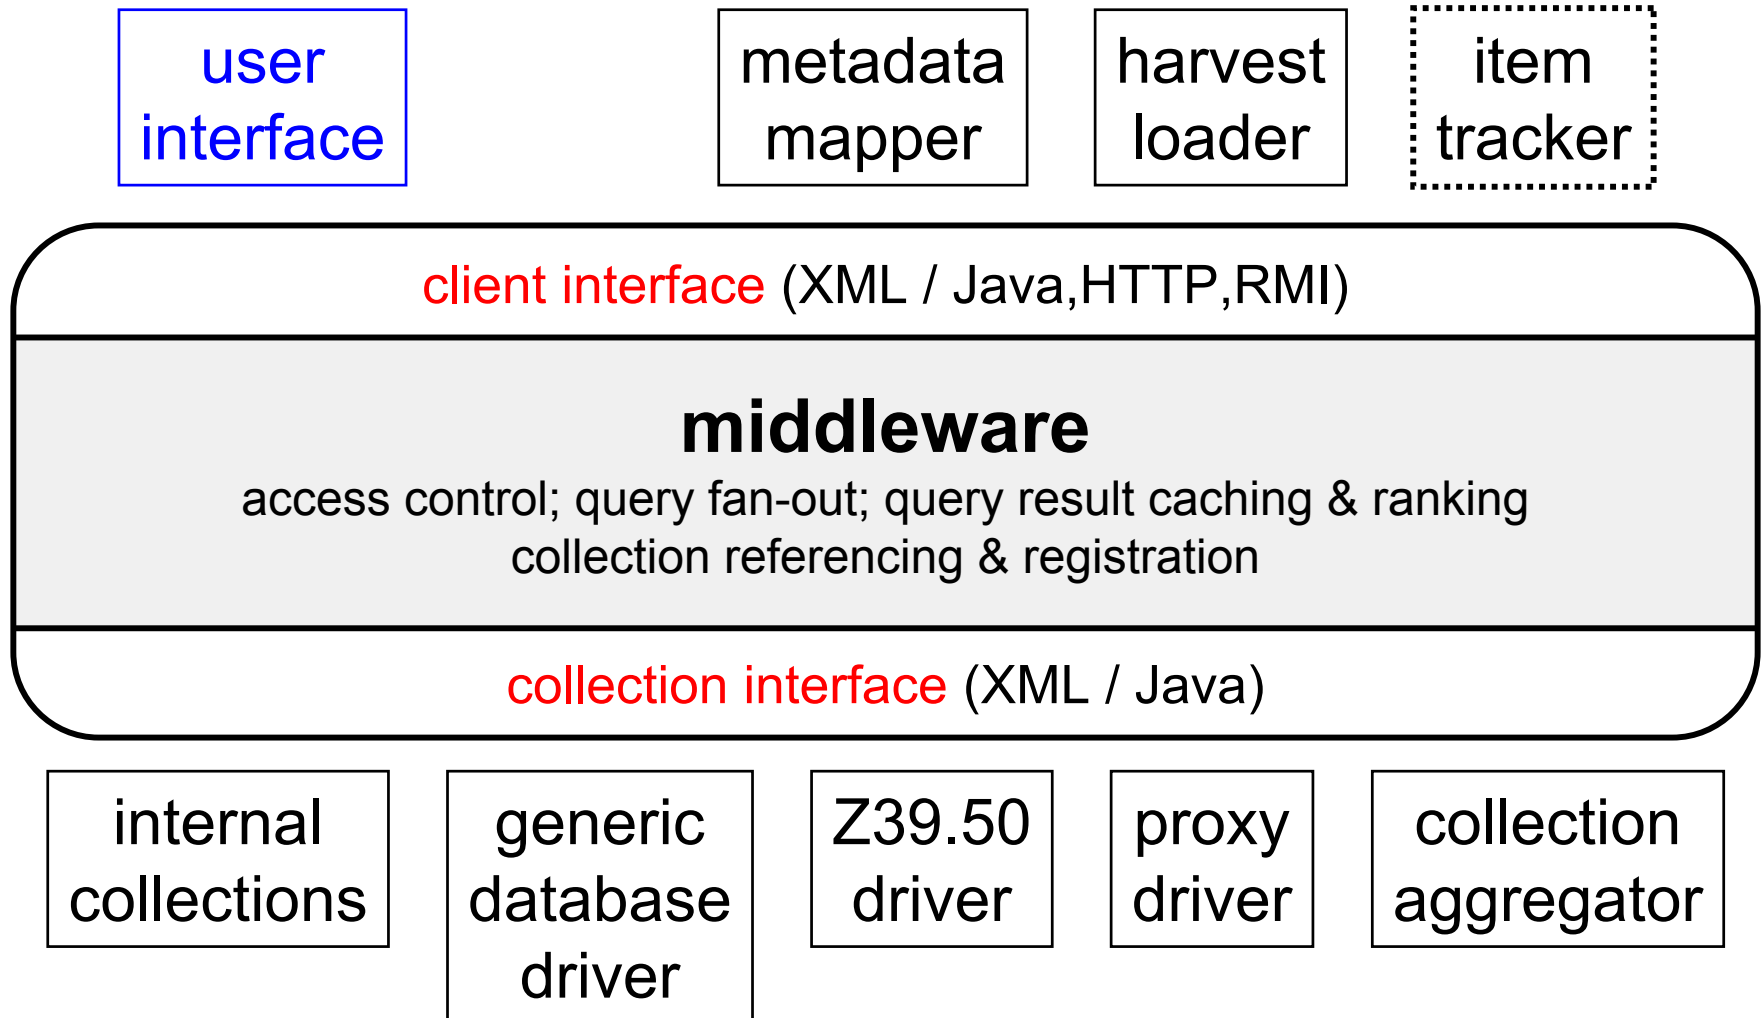 user
interface
metadata
mapper
harvest
loader
item
tracker
client interface (XML / Java,HTTP,RMI)
middleware
access control; query fan-out; query result caching & ranking
collection referencing & registration
collection interface (XML / Java)
internal
collections
generic
database
driver
Z39.50
driver
proxy
driver
collection
aggregator